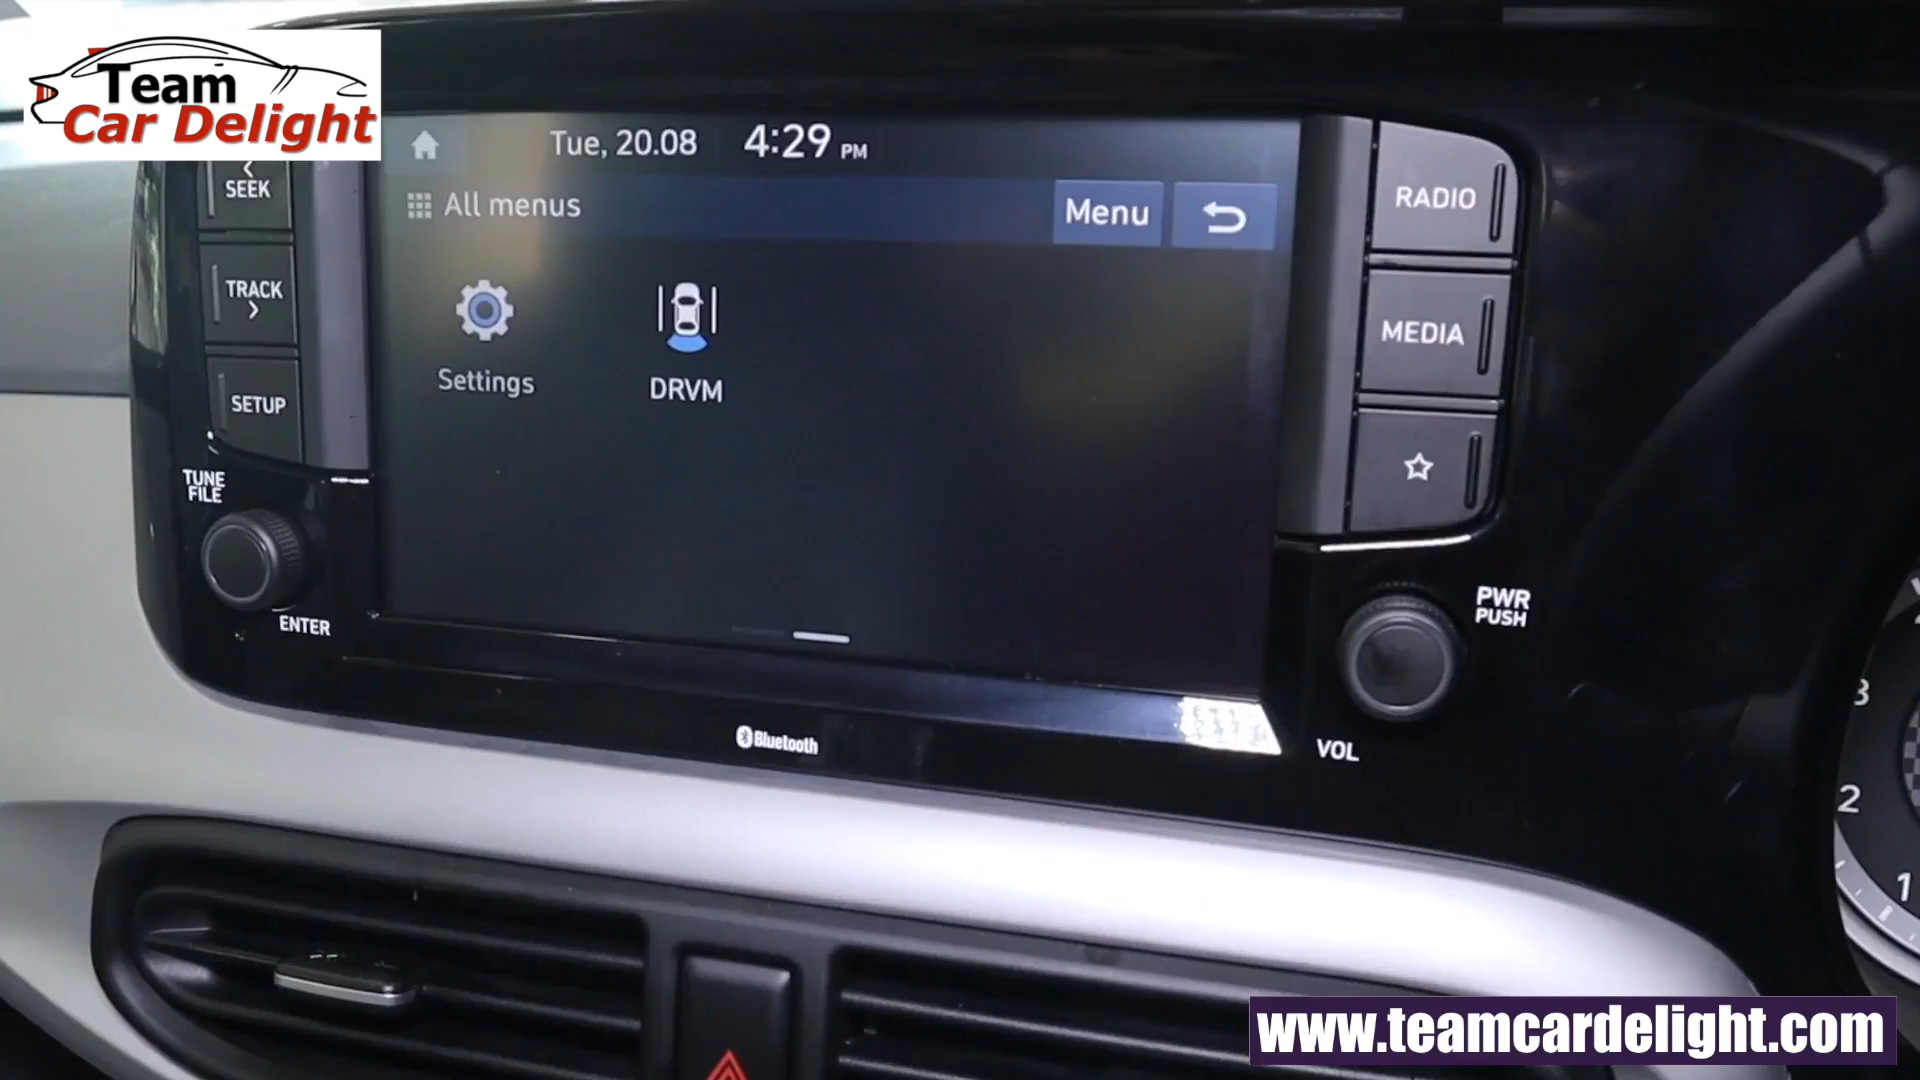 Team
Car Delight
Tue, 20.08 4:29 PM
All menus
Menu
Settings
DRVM
SEEK
TRACK
SETUP
TUNE
FILE
ENTER
RADIO
MEDIA
PWR
PUSH
VOL
Bluetooth
3
2
1
www.teamcardelight.com